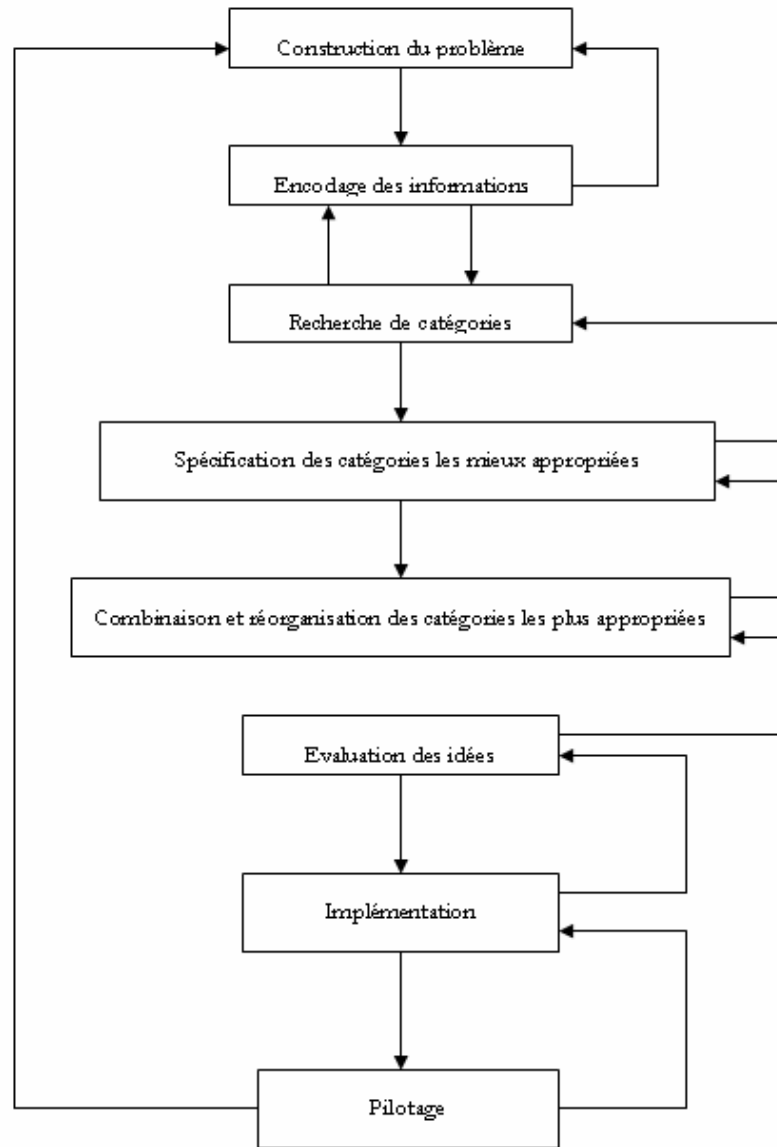 Construction du problème
Encodage des informations
Recherche de catégories
Spécification des catégories les mieux appropriées
Combinaison et réorganisation des catégories les plus appropriées
Evaluation des idées
Implémentation
Pilotage